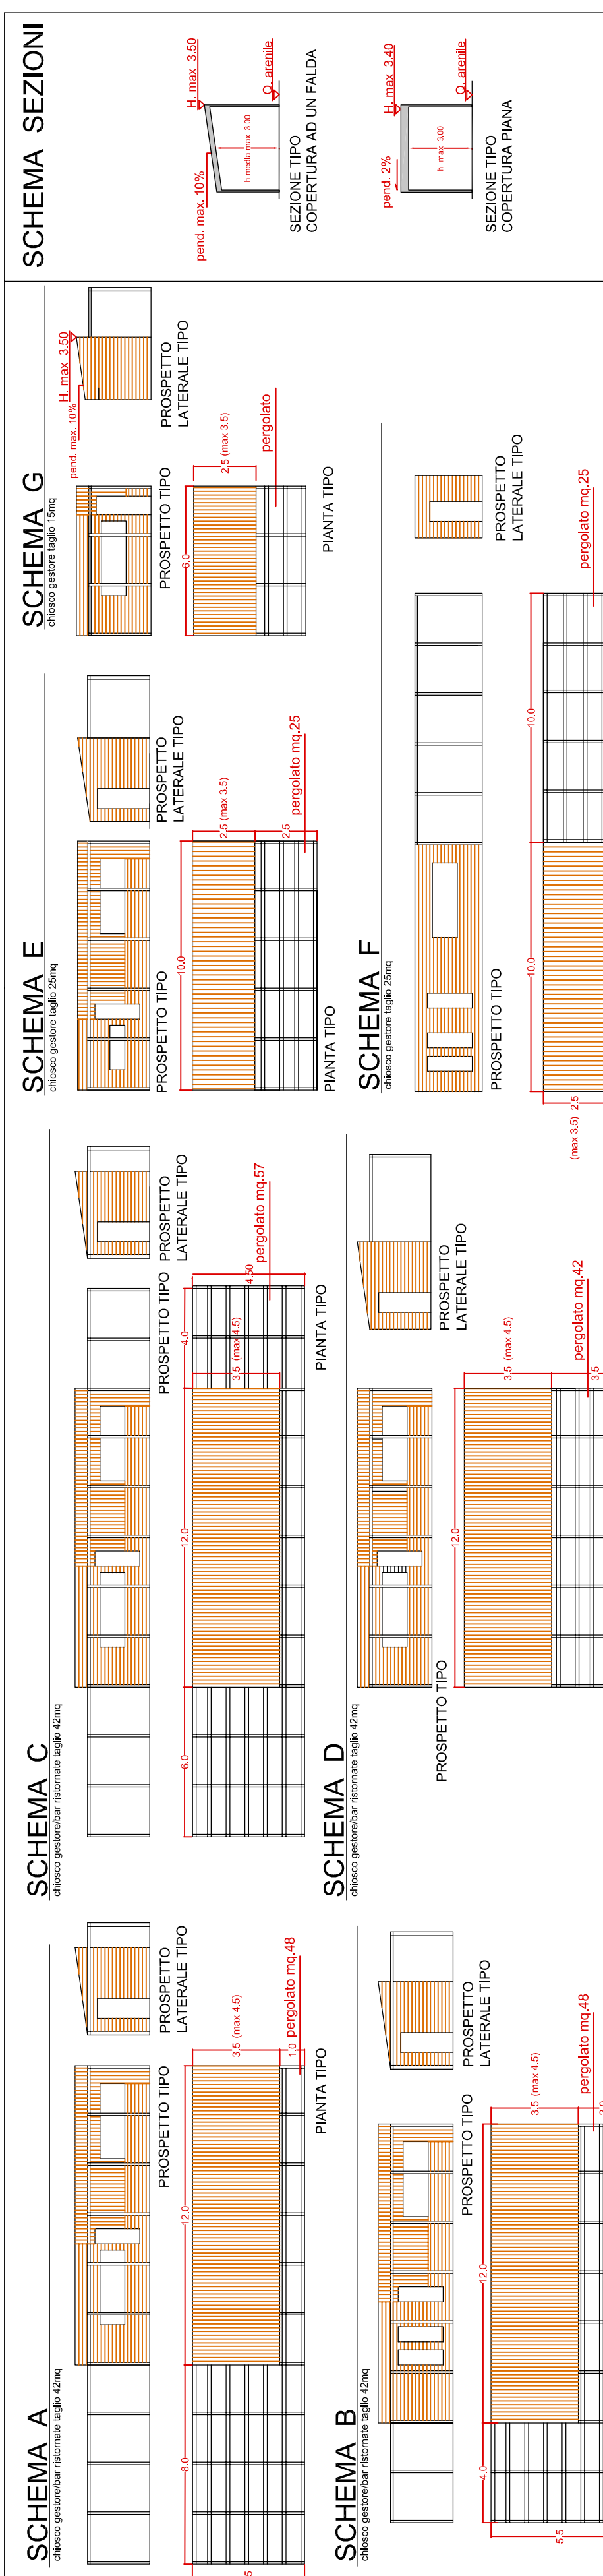 SCHEMA A
chiosco gestore/bar ristornate taglio 42mq
PROSPETTO TIPO
PROSPETTO
LATERALE TIPO
8.0
12.0
3,5 (max 4.5)
1,0
pergolato mq.48
PIANTA TIPO
SCHEMA B
chiosco gestore/bar ristornate taglio 42mq
PROSPETTO TIPO
PROSPETTO
LATERALE TIPO
4.0
12.0
5,5
3,5 (max 4.5)
pergolato mq.48
SCHEMA C
chiosco gestore/bar ristornate taglio 42mq
PROSPETTO TIPO
PROSPETTO
LATERALE TIPO
6.0
12.0
4.0
3,5 (max 4.5)
4,50
pergolato mq.57
PIANTA TIPO
SCHEMA D
chiosco gestore/bar ristornate taglio 42mq
PROSPETTO TIPO
PROSPETTO
LATERALE TIPO
12.0
3,5 (max 4.5)
3,5
pergolato mq.42
SCHEMA E
chiosco gestore taglio 25mq
PROSPETTO TIPO
PROSPETTO
LATERALE TIPO
10.0
2,5 (max 3.5)
2,5
pergolato mq.25
PIANTA TIPO
SCHEMA F
chiosco gestore taglio 25mq
PROSPETTO TIPO
PROSPETTO
LATERALE TIPO
10.0
10.0
(max 3.5) 2,5
pergolato mq.25
SCHEMA G
chiosco gestore taglio 15mq
PROSPETTO TIPO
pend. max. 10%
H. max 3.50
PROSPETTO
LATERALE TIPO
6.0
2,5 (max 3.5)
pergolato
PIANTA TIPO
SCHEMA SEZIONI
pend. max. 10%
H. max 3.50
h media max 3.00
Q. arenile
SEZIONE TIPO
COPERTURA AD UN FALDA
pend. 2%
H. max 3.40
h max 3.00
Q. arenile
SEZIONE TIPO
COPERTURA PIANA